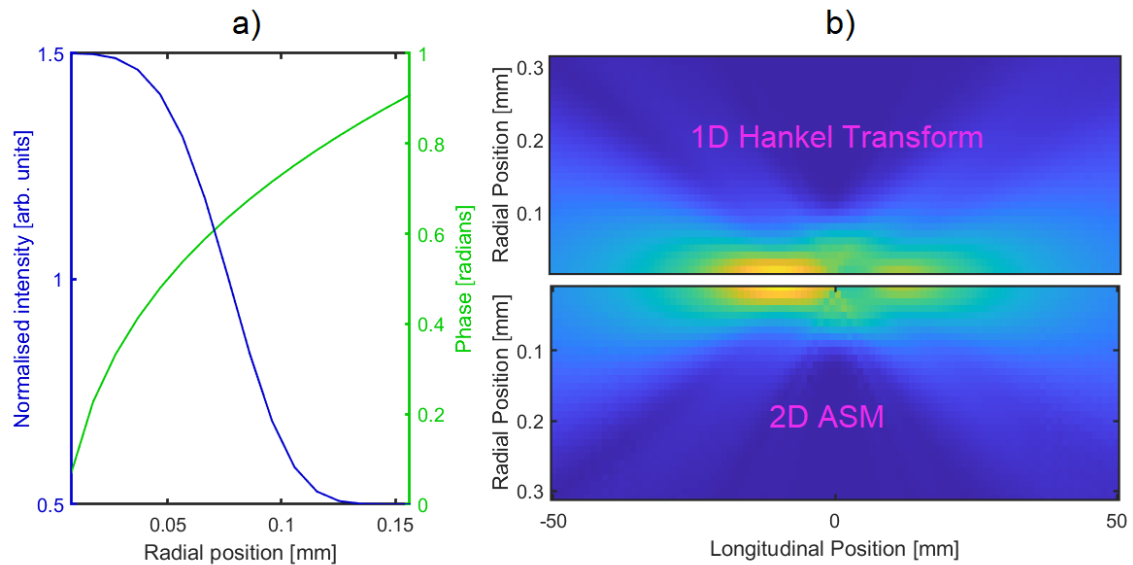 a)
1.5
1
0.5
Normalised intensity [arb. units]
0.05
0.1
0.15
Radial position [mm]
1
0.8
0.6
0.4
0.2
0
Phase [radians]
b)
0.3
0.2
0.1
Radial Position [mm]
1D Hankel Transform
0.1
0.2
0.3
Radial Position [mm]
2D ASM
-50
0
50
Longitudinal Position [mm]